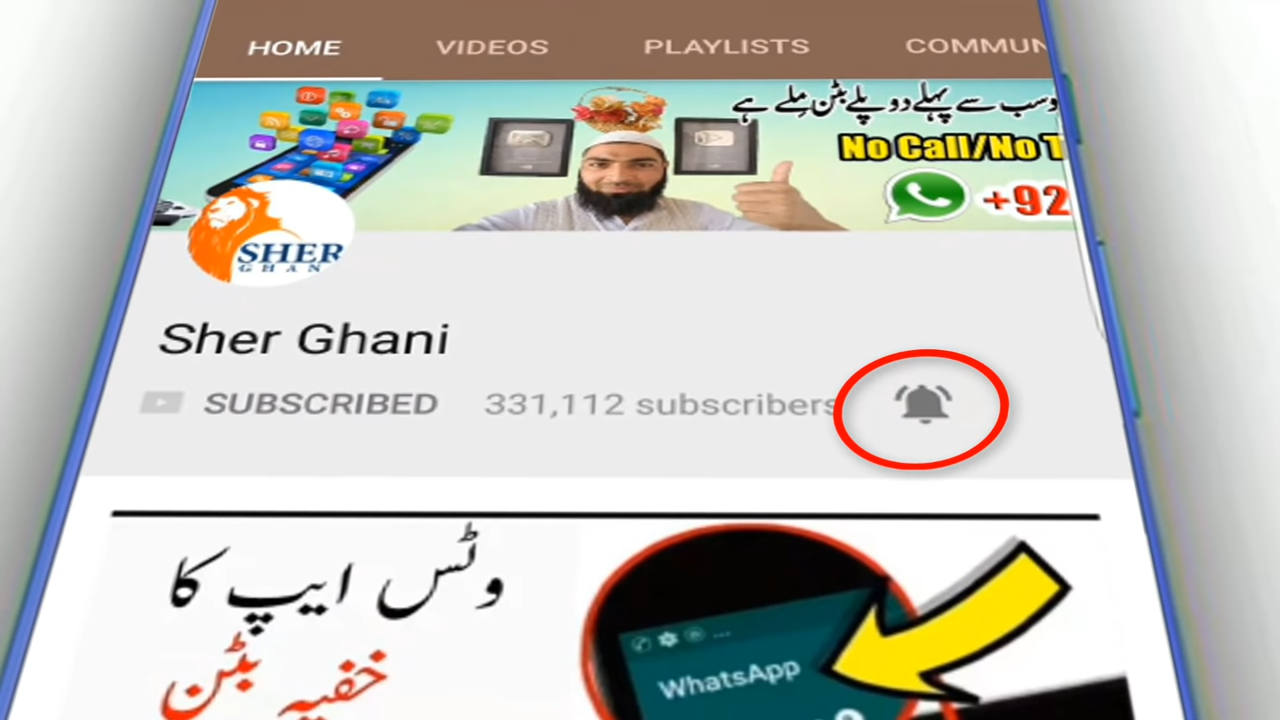 HOME VIDEOS PLAYLISTS
وسب سے پہلے دو پلے بٹن مِلے ہے
No Call/No
+92
SHER
GHAN
Sher Ghani
SUBSCRIBED 331,112 subscribers
وٹس ایپ کا
خفیہ بٹن
WhatsApp